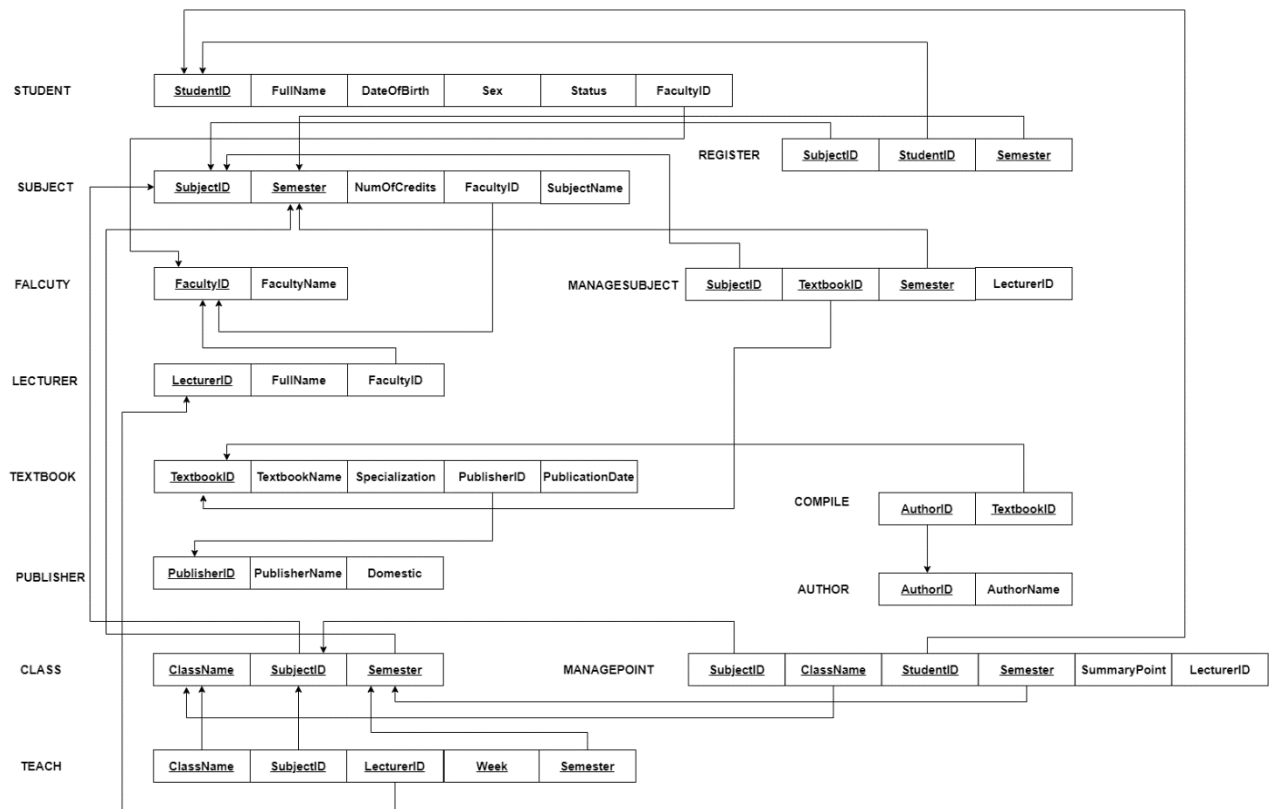 STUDENT StudentID FullName DateOfBirth Sex Status FacultyID
REGISTER SubjectID StudentID Semester
SUBJECT SubjectID Semester NumOfCredits FacultyID SubjectName
FALCUTY FacultyID FacultyName
MANAGESUBJECT SubjectID TextbookID Semester LecturerID
LECTURER LecturerID FullName FacultyID
TEXTBOOK TextbookID TextbookName Specialization PublisherID PublicationDate
COMPILE AuthorID TextbookID
PUBLISHER PublisherID PublisherName Domestic
AUTHOR AuthorID AuthorName
CLASS ClassName SubjectID Semester
MANAGEPOINT SubjectID ClassName StudentID Semester SummaryPoint LecturerID
TEACH ClassName SubjectID LecturerID Week Semester